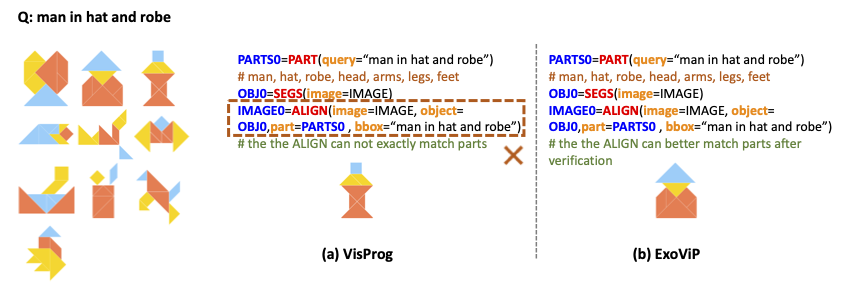 Q: man in hat and robe
PARTS0=PART(query=“man in hat and robe”)
# man, hat, robe, head, arms, legs, feet
OBJ0=SEGS(image=IMAGE)
IMAGE0=ALIGN(image=IMAGE, object=
OBJ0,part=PARTS0 , bbox=“man in hat and robe”)
# the the ALIGN can not exactly match parts
(a) VisProg
PARTS0=PART(query=“man in hat and robe”)
# man, hat, robe, head, arms, legs, feet
OBJ0=SEGS(image=IMAGE)
IMAGE0=ALIGN(image=IMAGE, object=
OBJ0,part=PARTS0 , bbox=“man in hat and robe”)
# the the ALIGN can better match parts after
verification
(b) ExoViP